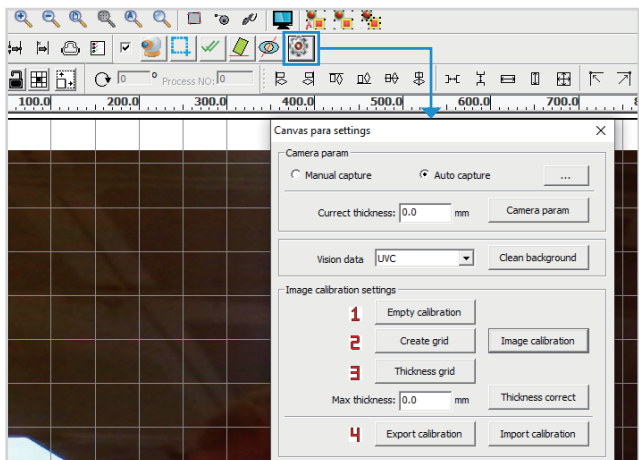 0 ° Process NO: 0
100.0 200.0 300.0 400.0 500.0 600.0 700.0 8
Canvas para settings
Camera param
Manual capture Auto capture ...
Currect thickness: 0.0 mm Camera param
Vision data UVC Clean background
Image calibration settings
1 Empty calibration
2 Create grid Image calibration
3 Thickness grid
Max thickness: 0.0 mm Thickness correct
4 Export calibration Import calibration